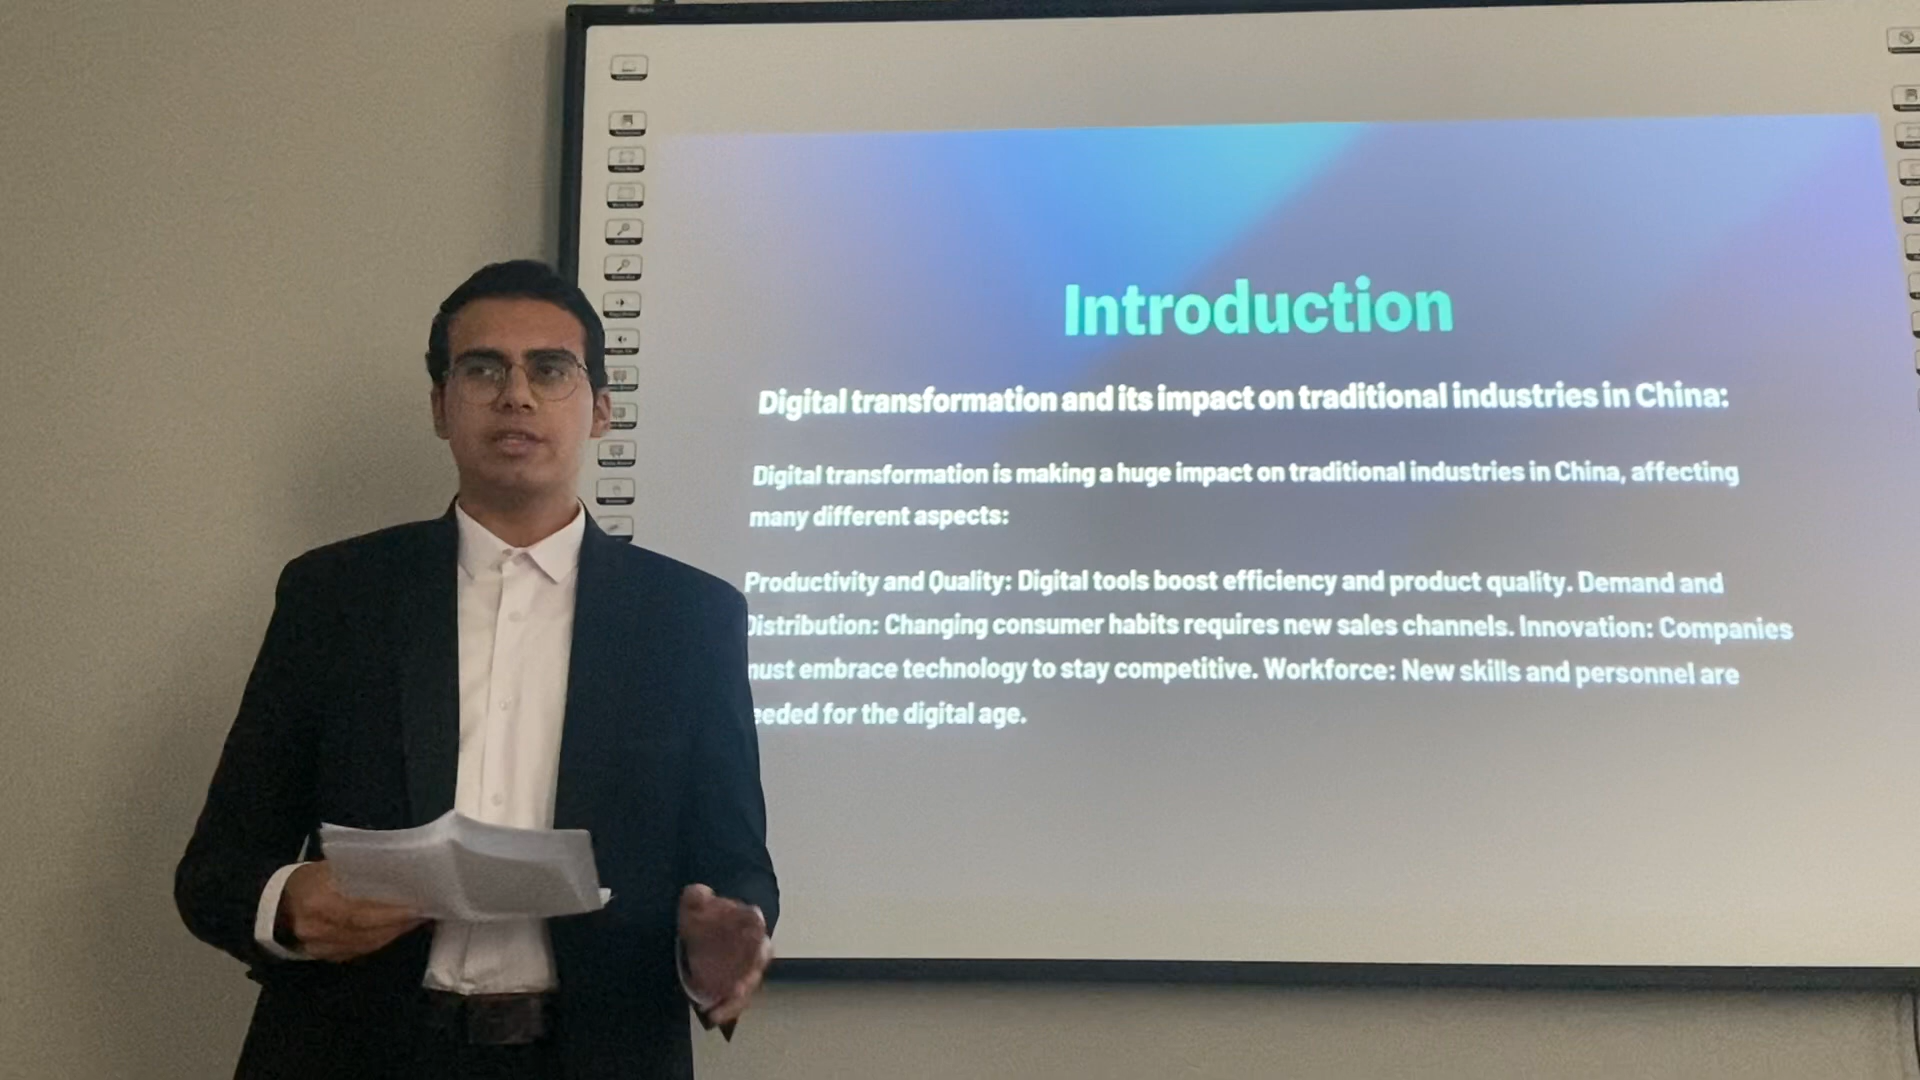 Introduction
Digital transformation and its impact on traditional industries in China:
Digital transformation is making a huge impact on traditional industries in China, affecting
many different aspects:
Productivity and Quality: Digital tools boost efficiency and product quality. Demand and
Distribution: Changing consumer habits requires new sales channels. Innovation: Companies
must embrace technology to stay competitive. Workforce: New skills and personnel are
eeded for the digital age.